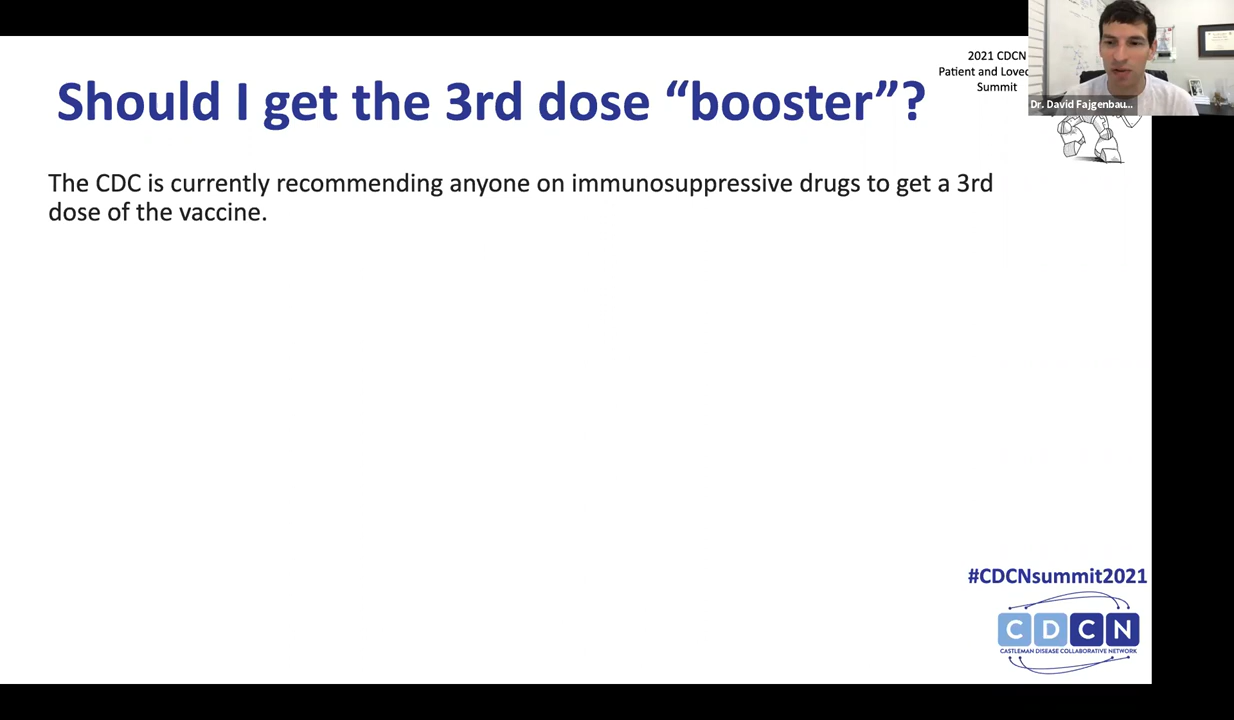 2021 CDCN
Patient and Loved
Summit
Dr. David Fajgenbau...
Should I get the 3rd dose “booster”?
The CDC is currently recommending anyone on immunosuppressive drugs to get a 3rd
dose of the vaccine.
#CDCNsummit2021
CDCN
CASTLEMAN DISEASE COLLABORATIVE NETWORK